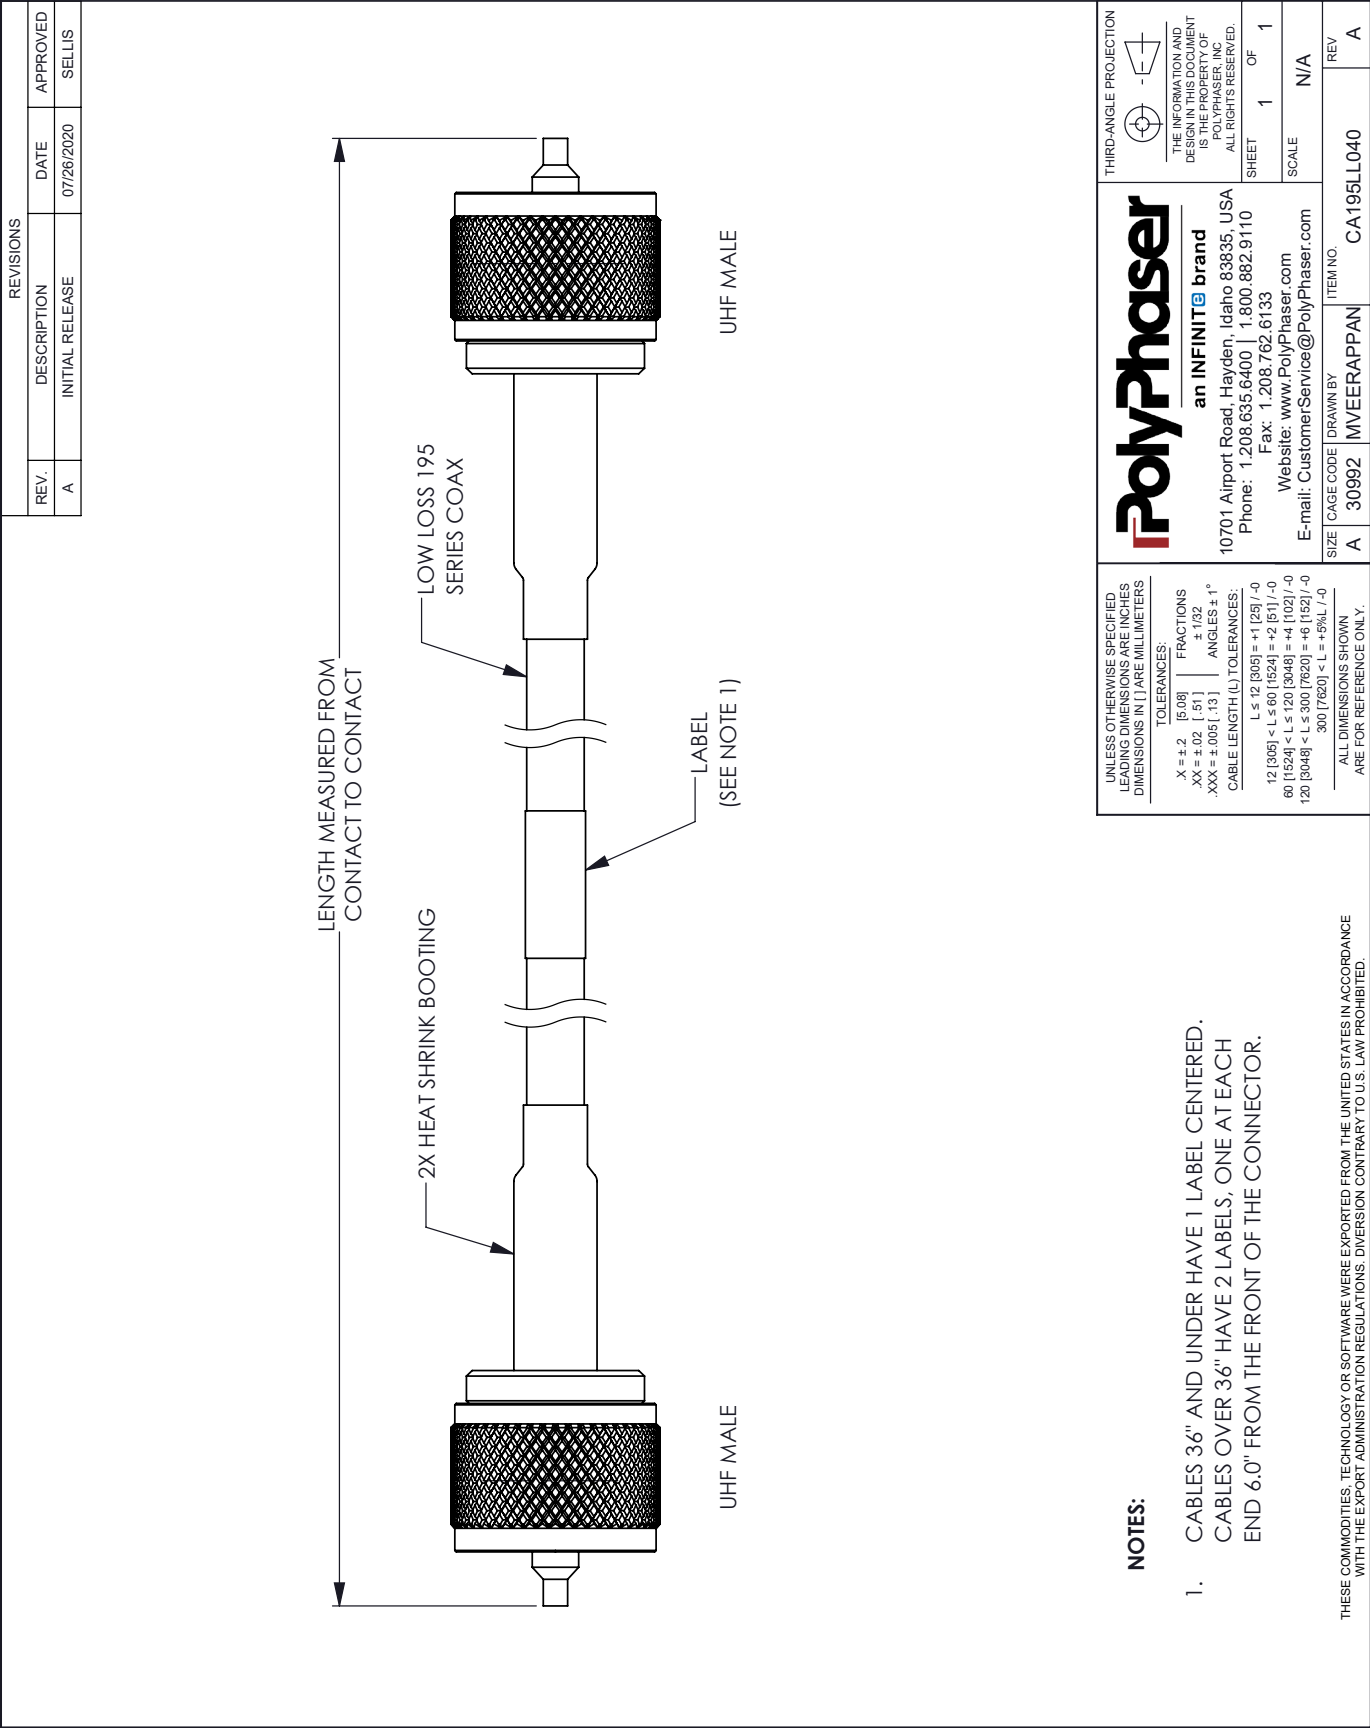 REVISIONS
REV. DESCRIPTION DATE APPROVED
A INITIAL RELEASE 07/26/2020 SELLIS
LENGTH MEASURED FROM
CONTACT TO CONTACT
2X HEAT SHRINK BOOTING
LOW LOSS 195
SERIES COAX
LABEL
(SEE NOTE 1)
UHF MALE
UHF MALE
NOTES:
1. CABLES 36" AND UNDER HAVE 1 LABEL CENTERED.
CABLES OVER 36" HAVE 2 LABELS, ONE AT EACH
END 6.0" FROM THE FRONT OF THE CONNECTOR.
THESE COMMODITIES, TECHNOLOGY OR SOFTWARE WERE EXPORTED FROM THE UNITED STATES IN ACCORDANCE
WITH THE EXPORT ADMINISTRATION REGULATIONS. DIVERSION CONTRARY TO U.S. LAW PROHIBITED.
UNLESS OTHERWISE SPECIFIED
LEADING DIMENSIONS ARE INCHES
DIMENSIONS IN [ ] ARE MILLIMETERS
TOLERANCES:
.X = ±.2 [5.08] FRACTIONS
.XX = ±.02 [.51] ± 1/32
.XXX = ±.005 [.13] ANGLES ± 1°
CABLE LENGTH (L) TOLERANCES:
L ≤ 12 [305] = +1 [25] / -0
12 [305] < L ≤ 60 [1524] = +2 [51] / -0
60 [1524] < L ≤ 120 [3048] = +4 [102] / -0
120 [3048] < L ≤ 300 [7620] = +6 [152] / -0
300 [7620] < L = +5%L / -0
ALL DIMENSIONS SHOWN
ARE FOR REFERENCE ONLY.
PolyPhaser
an INFINITe brand
10701 Airport Road, Hayden, Idaho 83835, USA
Phone: 1.208.635.6400 | 1.800.882.9110
Fax: 1.208.762.6133
Website: www.PolyPhaser.com
E-mail: CustomerService@PolyPhaser.com
THIRD-ANGLE PROJECTION
THE INFORMATION AND
DESIGN IN THIS DOCUMENT
IS THE PROPERTY OF
POLYPHASER, INC
ALL RIGHTS RESERVED.
SHEET 1 OF 1
SCALE N/A
SIZE CAGE CODE DRAWN BY ITEM NO. REV
A 30992 MVEERAPPAN CA195LL040 A